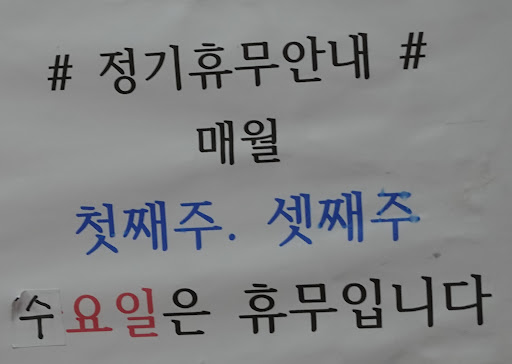 # 정기휴무안내 #
매월
첫째주. 셋째주
수요일은 휴무입니다